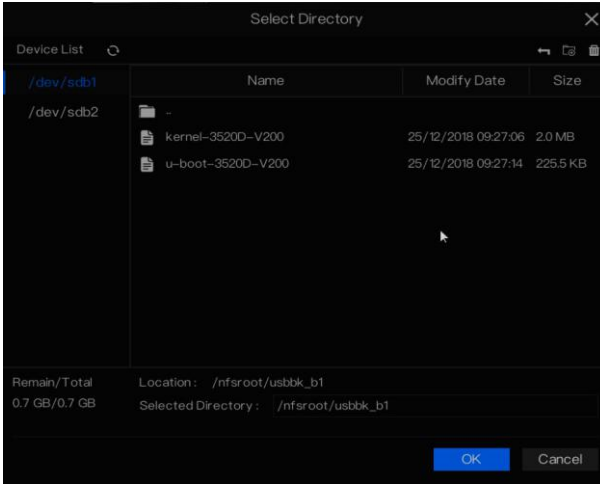 Select Directory
Device List
/dev/sdb1
/dev/sdb2
Name Modify Date Size
..
kernel-3520D-V200 25/12/2018 09:27:06 2.0 MB
u-boot-3520D-V200 25/12/2018 09:27:14 225.5 KB
Remain/Total
0.7 GB/0.7 GB
Location : /nfsroot/usbbk_b1
Selected Directory : /nfsroot/usbbk_b1
OK Cancel